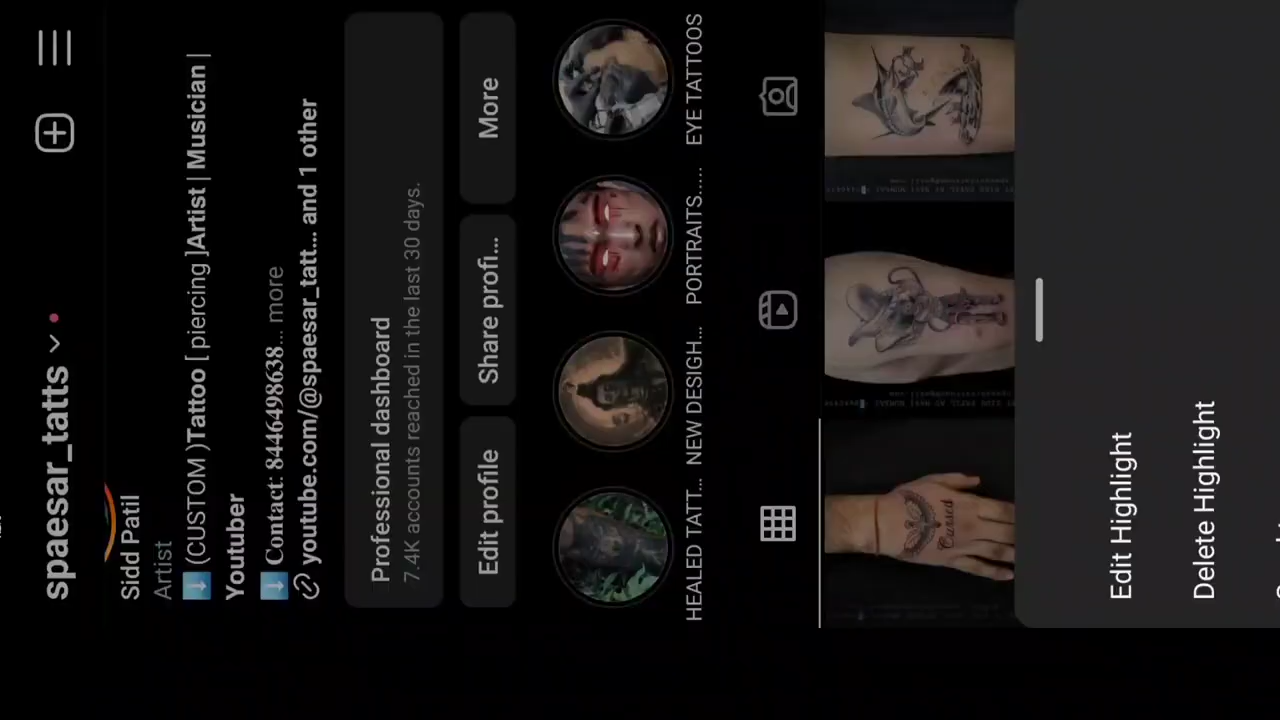 spaesar_tatts
Sidd Patil
Artist
⬇️ (CUSTOM )Tattoo [ piercing ]Artist | Musician |
Youtuber
⬇️ Contact: 8446498638... more
youtube.com/@spaesar_tatt... and 1 other
Professional dashboard
7.4K accounts reached in the last 30 days.
Edit profile
Share profi...
More
HEALED TATT...
NEW DESIGH...
PORTRAITS.....
EYE TATTOOS
Cursed
Edit Highlight
Delete Highlight